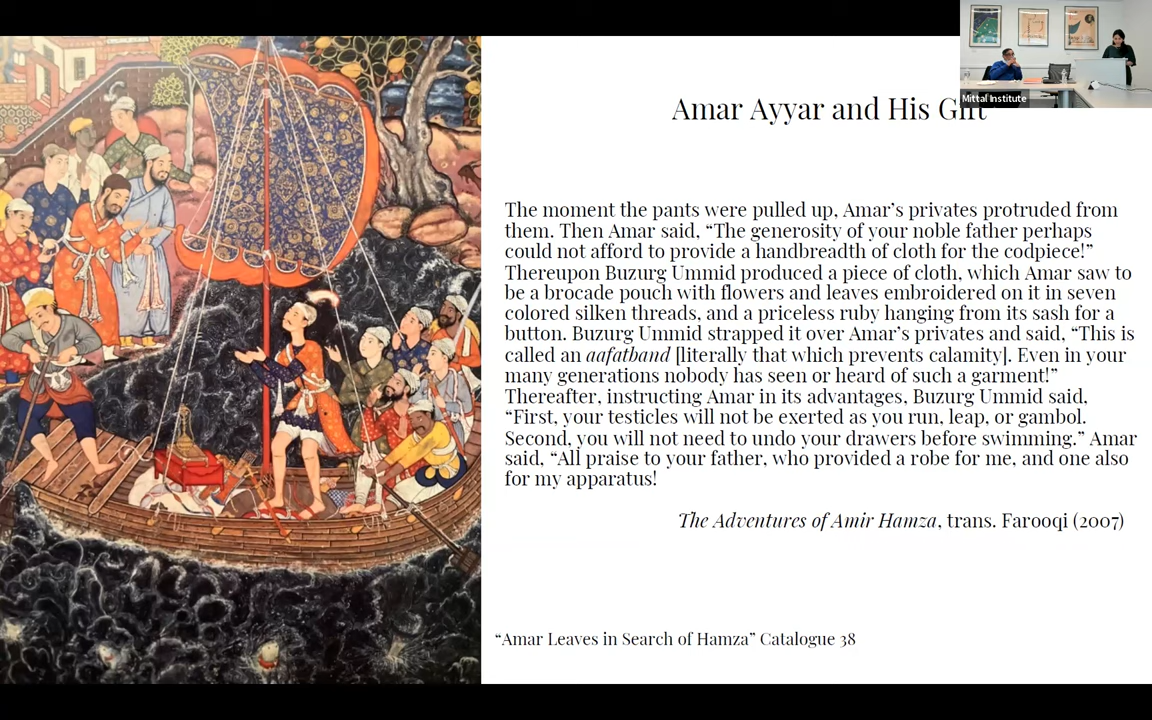 Mittal Institute
Amar Ayyar and His Gift
The moment the pants were pulled up, Amar’s privates protruded from
them. Then Amar said, “The generosity of your noble father perhaps
could not afford to provide a handbreadth of cloth for the codpiece!”
Thereupon Buzurg Ummid produced a piece of cloth, which Amar saw to
be a brocade pouch with flowers and leaves embroidered on it in seven
colored silken threads, and a priceless ruby hanging from its sash for a
button. Buzurg Ummid strapped it over Amar’s privates and said, “This is
called an aafatband [literally that which prevents calamity]. Even in your
many generations nobody has seen or heard of such a garment!”
Thereafter, instructing Amar in its advantages, Buzurg Ummid said,
“First, your testicles will not be exerted as you run, leap, or gambol.
Second, you will not need to undo your drawers before swimming.” Amar
said, “All praise to your father, who provided a robe for me, and one also
for my apparatus!
The Adventures of Amir Hamza, trans. Farooqi (2007)
“Amar Leaves in Search of Hamza” Catalogue 38